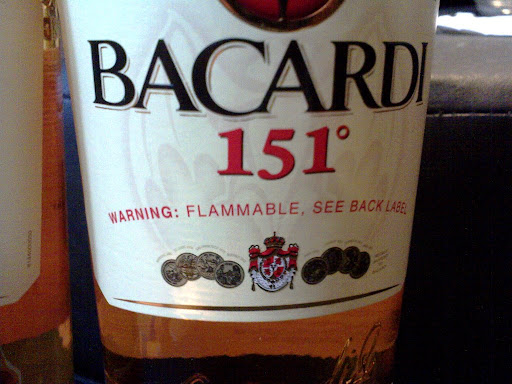 BACARDI
151°
WARNING: FLAMMABLE, SEE BACK LABEL